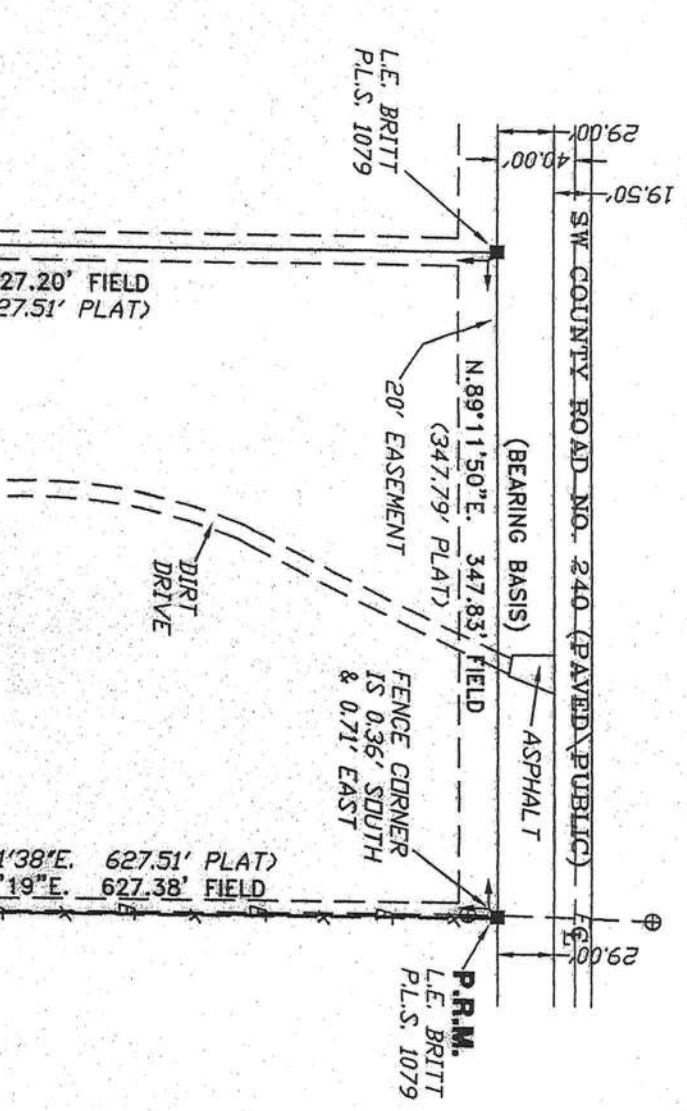 29.00'
40.00'
19.50'
SW COUNTY ROAD NO. 240 (PAVED\PUBLIC)
29.00'
L.E. BRITT
P.L.S. 1079
(BEARING BASIS)
N.89°11'50"E. 347.83' FIELD
(347.79' PLAT)
20' EASEMENT
ASPHALT
DIRT
DRIVE
FENCE CORNER
IS 0.36' SOUTH
& 0.71' EAST
P.R.M.
L.E. BRITT
P.L.S. 1079
27.20' FIELD
27.51' PLAT)
1'38"E. 627.51' PLAT)
'19"E. 627.38' FIELD